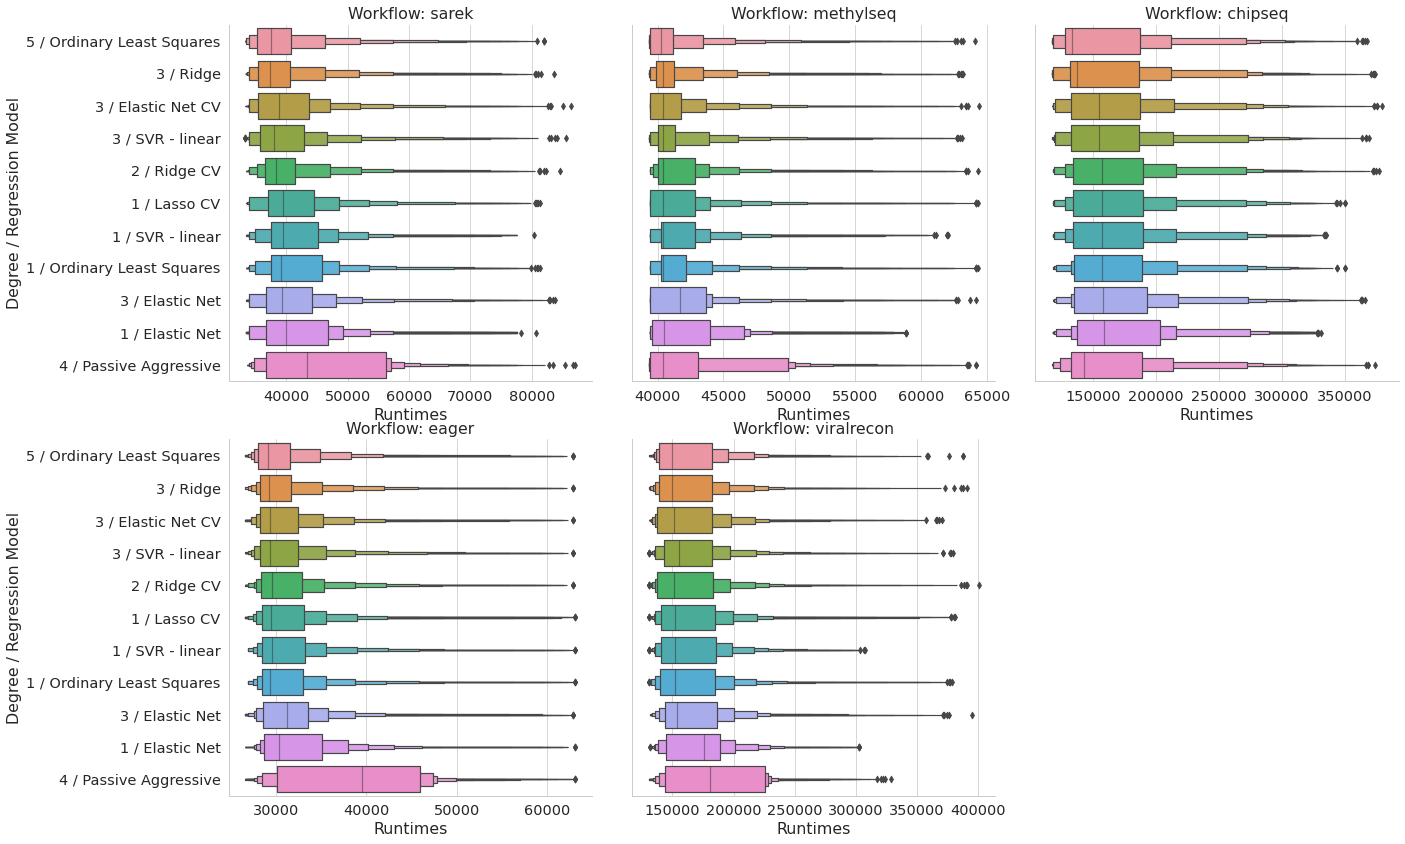 Workflow: sarek
Workflow: methylseq
Workflow: chipseq
Degree / Regression Model
5 / Ordinary Least Squares
3 / Ridge
3 / Elastic Net CV
3 / SVR - linear
2 / Ridge CV
1 / Lasso CV
1 / SVR - linear
1 / Ordinary Least Squares
3 / Elastic Net
1 / Elastic Net
4 / Passive Aggressive
40000 50000 60000 70000 80000
Runtimes
40000 45000 50000 55000 60000 65000
Runtimes
150000 200000 250000 300000 350000
Runtimes
Workflow: eager
Workflow: viralrecon
Degree / Regression Model
5 / Ordinary Least Squares
3 / Ridge
3 / Elastic Net CV
3 / SVR - linear
2 / Ridge CV
1 / Lasso CV
1 / SVR - linear
1 / Ordinary Least Squares
3 / Elastic Net
1 / Elastic Net
4 / Passive Aggressive
30000 40000 50000 60000
Runtimes
150000 200000 250000 300000 350000 400000
Runtimes